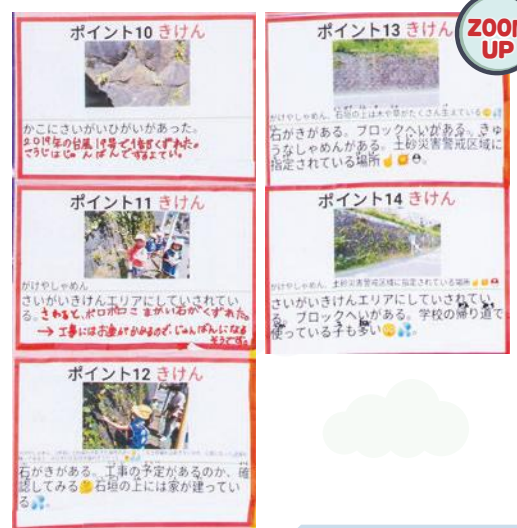 ポイント10 きけん
かこにさいがいひがいがあった。
2019年の台風19号で1部くずれた。
こうじはじゅんばんでするよてい。
ポイント11 きけん
がけやしゃめん
さいがいきけんエリアにしていされてい
る。さわると、ボロボロこまかい石がくずれた。
→ 工事にはお金がかかるので、じゅんばんになる
そうです。
ポイント12 きけん
石がきがある。工事の予定があるのか、確
認してみる🤔石垣の上には家が建ってい
る💦。
ZOOM
UP
ポイント13 きけん
がけやしゃめん、石垣の上は木や草がたくさん生えている
石がきがある。ブロックへいがある。きゅ
うなしゃめんがある。土砂災害警戒区域に
指定されている場所
ポイント14 きけん
がけやしゃめん、土砂災害警戒区域に指定されている場所
さいがいきけんエリアにしていされてい
る。ブロックへいがある。学校の帰り道で
使っている子も多い